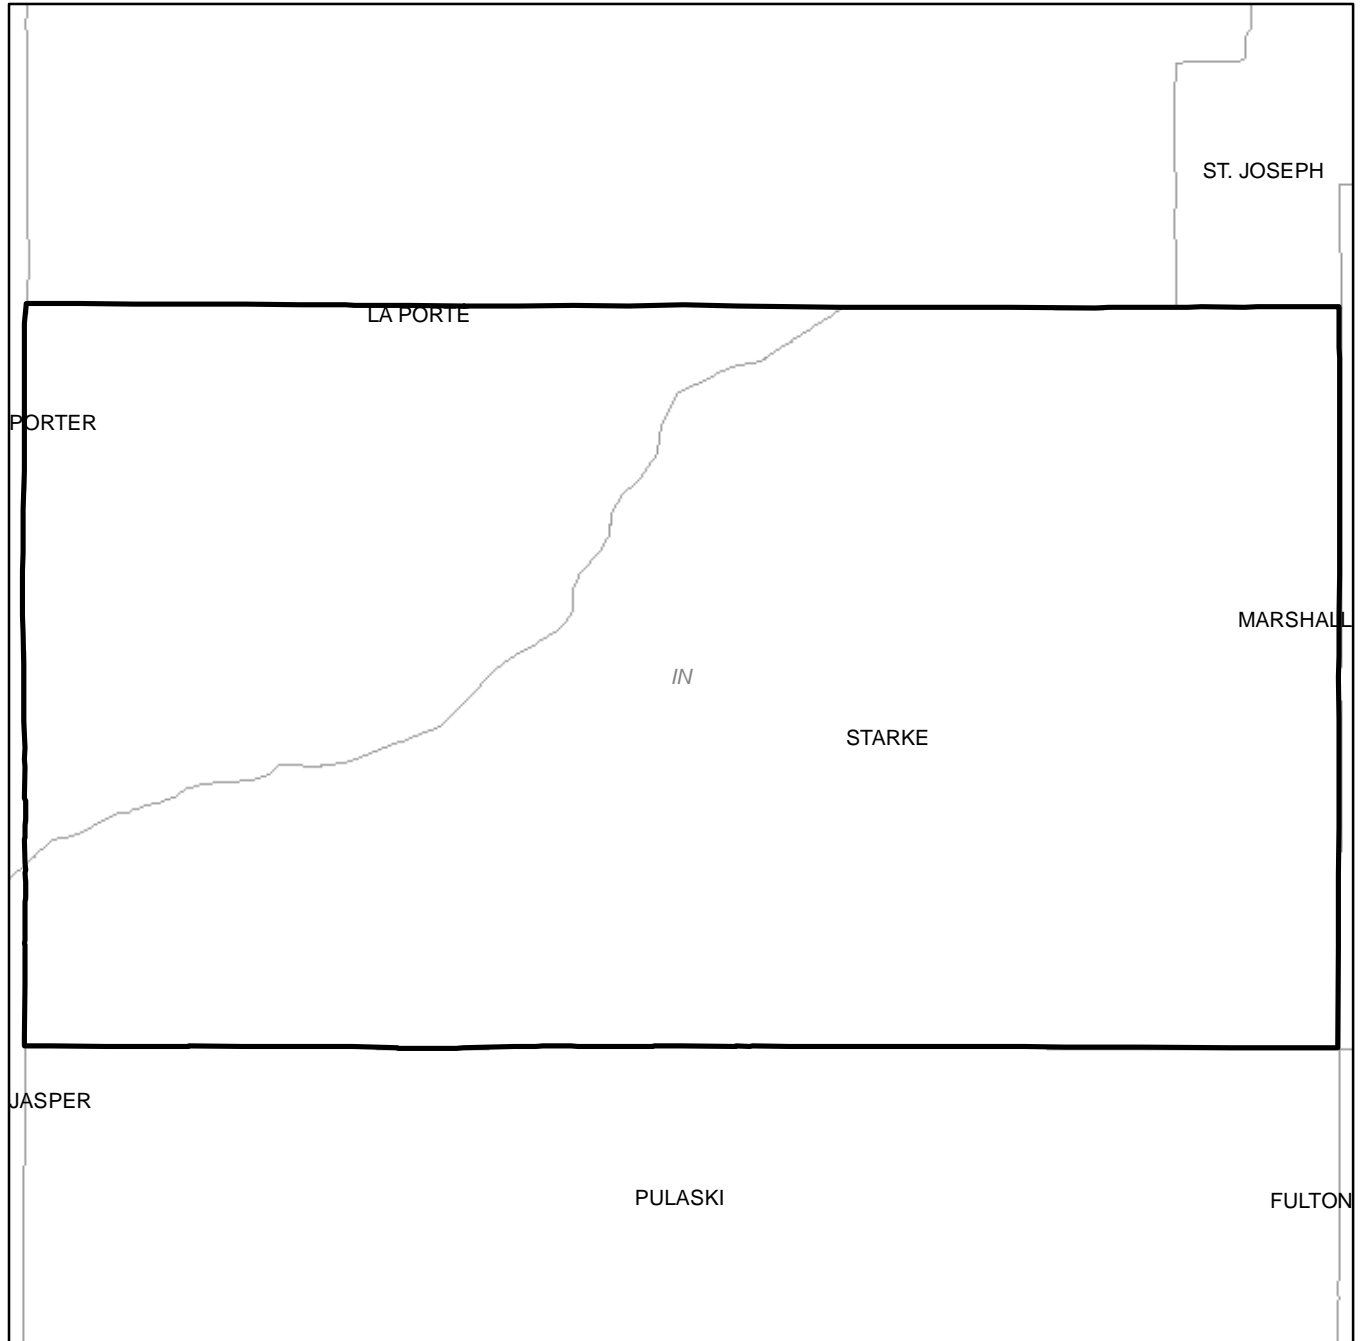 ST. JOSEPH
LA PORTE
PORTER
MARSHALL
IN
STARKE
JASPER
PULASKI
FULTON